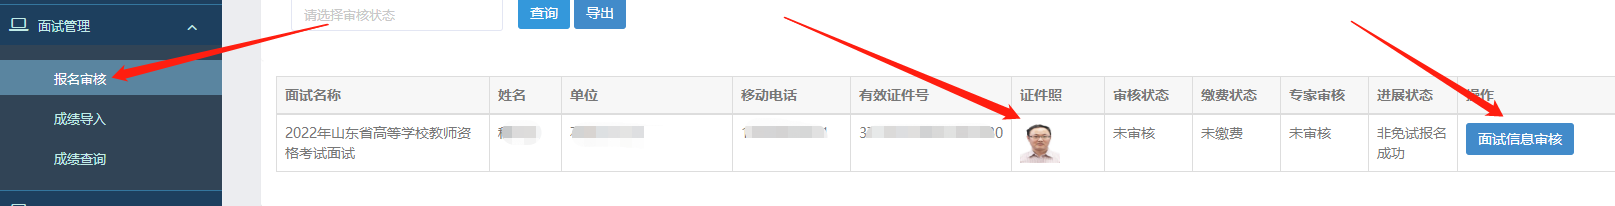 面试管理
报名审核
成绩导入
成绩查询
请选择审核状态
查询 导出
面试名称 姓名 单位 移动电话 有效证件号 证件照 审核状态 缴费状态 专家审核 进展状态 操作
2022年山东省高等学校教师资 未审核 未缴费 未审核 非免试报名 面试信息审核
格考试面试 成功